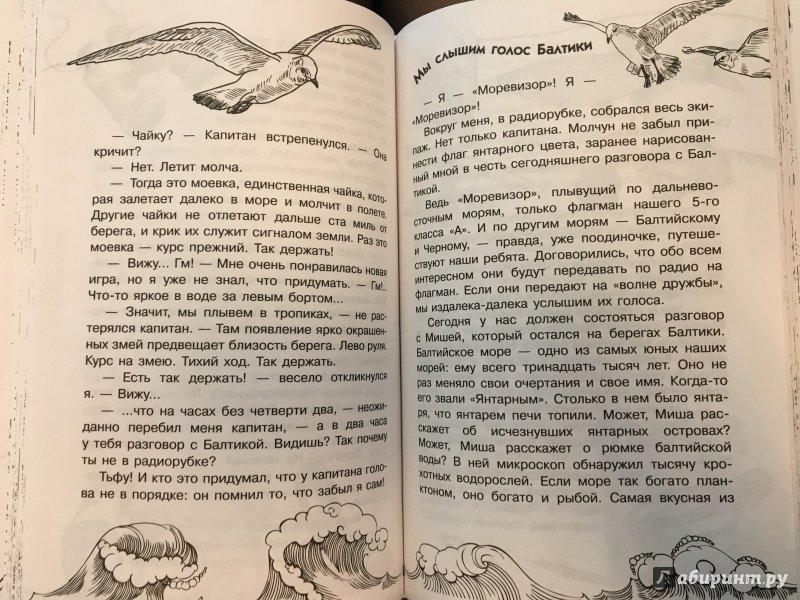 — Чайку? — Капитан встрепенулся. — Она
кричит?
— Нет. Летит молча.
— Тогда это моевка, единственная чайка, кото-
рая залетает далеко в море и молчит в полете.
Другие чайки не отлетают дальше ста миль от
берега, и крик их служит сигналом земли. Раз это
моевка — курс прежний. Так держать!
— Вижу... Гм! — Мне очень понравилась новая
игра, но я уже не знал, что придумать. — Гм!..
Что-то яркое в воде за левым бортом...
— Значит, мы плывем в тропиках, — не рас-
терялся капитан. — Там появление ярко окрашен-
ных змей предвещает близость берега. Лево руля.
Курс на змею. Тихий ход. Так держать.
— Есть так держать! — весело откликнулся
я. — Вижу...
— ...что на часах без четверти два, — неожи-
данно перебил меня капитан, — а в два часа
у тебя разговор с Балтикой. Видишь? Так почему
ты не в радиорубке?
Тьфу! И кто это придумал, что у капитана голо-
ва не в порядке: он помнил то, что забыл я сам!
Мы слышим голос Балтики
— Я — «Моревизор»! Я —
«Моревизор»!
Вокруг меня, в радиорубке, собрался весь эки-
паж. Нет только капитана. Молчун не забыл при-
нести флаг янтарного цвета, заранее нарисован-
ный мной в честь сегодняшнего разговора с Бал-
тикой.
Ведь «Моревизор», плывущий по дальнево-
сточным морям, только флагман нашего 5-го
класса «А». И по другим морям — Балтийскому
и Черному, — правда, уже поодиночке, путеше-
ствуют наши ребята. Договорились, что обо всем
интересном они будут передавать по радио на
флагман. Если они передают на «волне дружбы»,
мы издалека-далека услышим их голоса.
Сегодня у нас должен состояться разговор
с Мишей, который остался на берегах Балтики.
Балтийское море — одно из самых юных наших
морей: ему всего тринадцать тысяч лет. Оно не
раз меняло свои очертания и свое имя. Когда-то
его звали «Янтарным». Столько в нем было янта-
ря, что янтарем печи топили. Может, Миша рас-
скажет об исчезнувших янтарных островах?
Может, Миша расскажет о рюмке балтийской
воды? В ней микроскоп обнаружил тысячу кро-
хотных водорослей. Если море так богато план-
ктоном, оно богато и рыбой. Самая вкусная из
лабиринт.ру